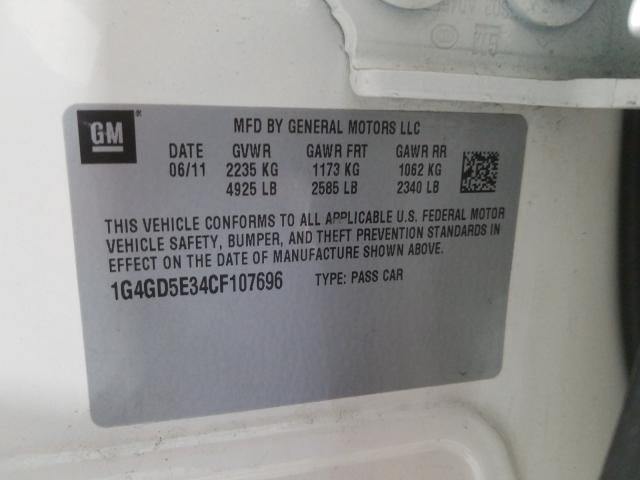 GM
MFD BY GENERAL MOTORS LLC
DATE GVWR GAWR FRT GAWR RR
06/11 2235 KG 1173 KG 1062 KG
4925 LB 2585 LB 2340 LB
THIS VEHICLE CONFORMS TO ALL APPLICABLE U.S. FEDERAL MOTOR
VEHICLE SAFETY, BUMPER, AND THEFT PREVENTION STANDARDS IN
EFFECT ON THE DATE OF MANUFACTURE SHOWN ABOVE.
1G4GD5E34CF107696 TYPE: PASS CAR